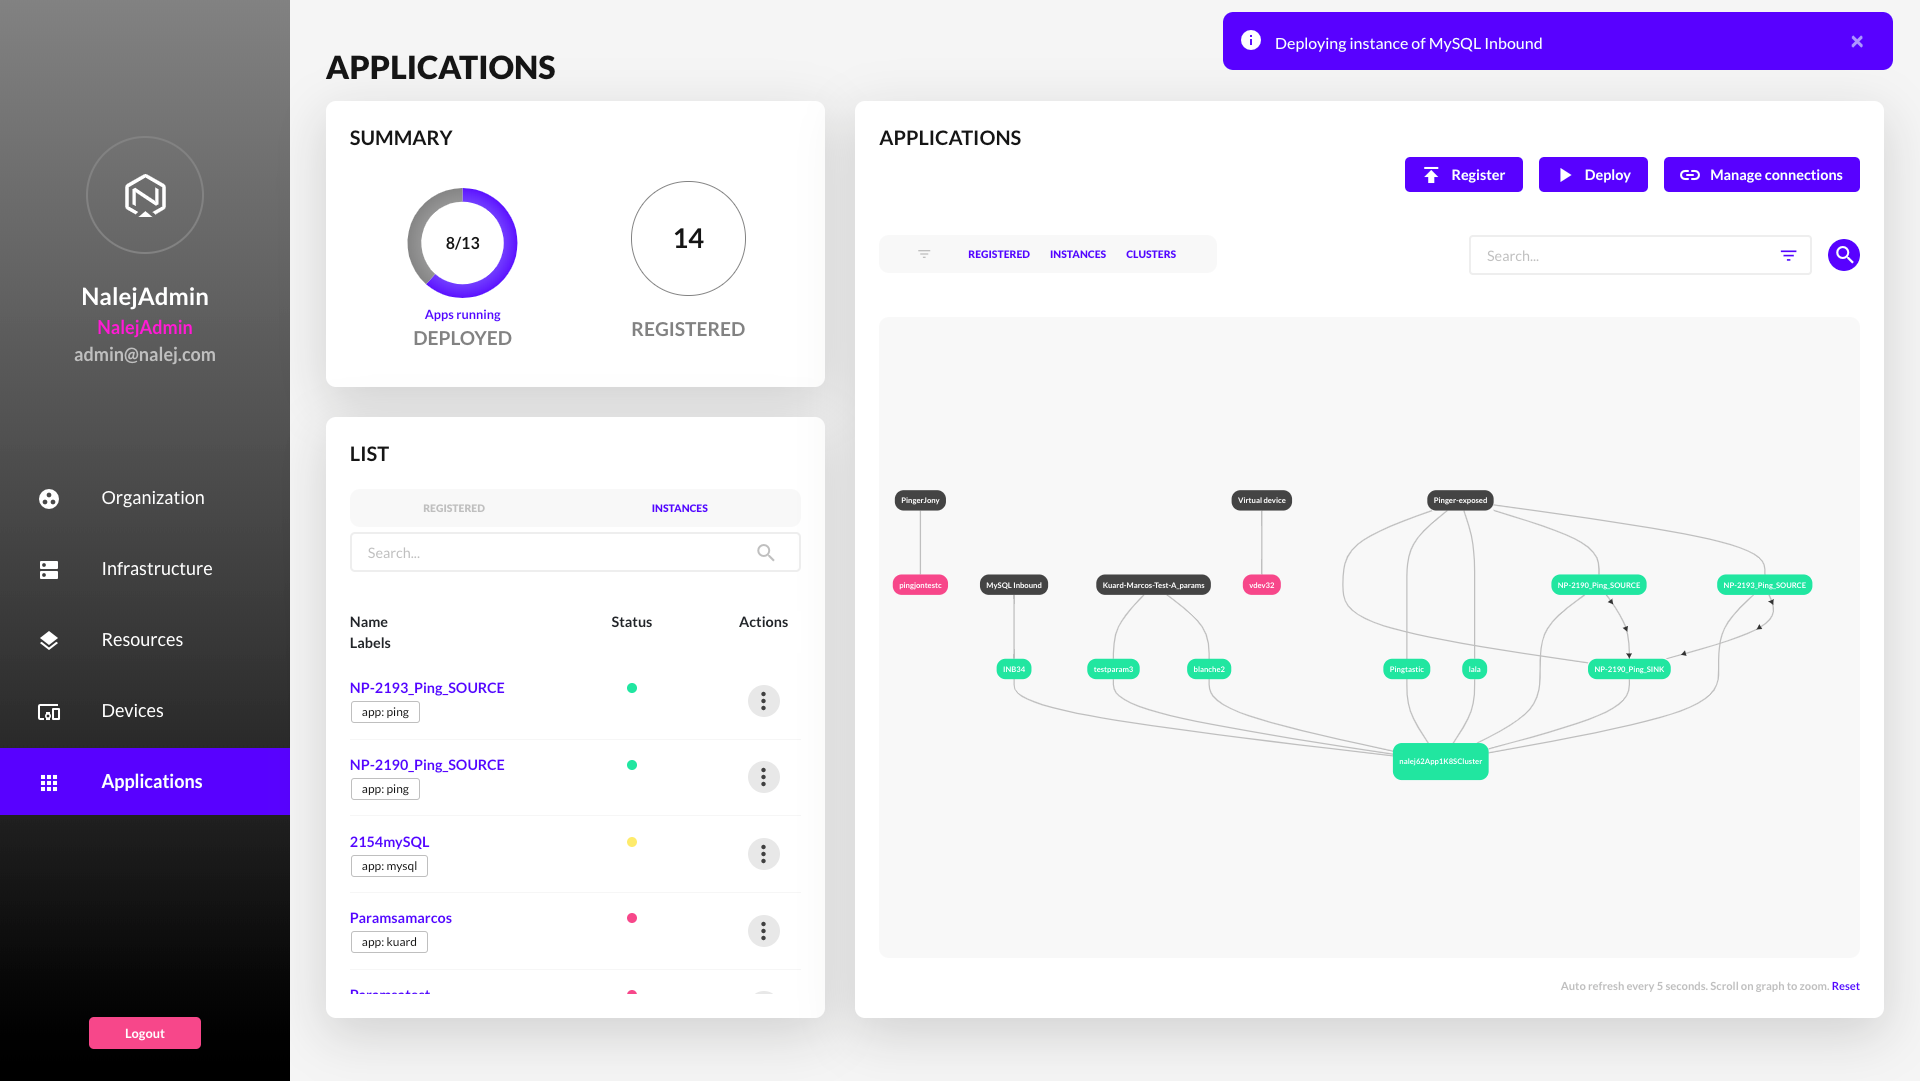 NalejAdmin
NalejAdmin
admin@nalej.com
Organization
Infrastructure
Resources
Devices
Applications
Logout
APPLICATIONS
Deploying instance of MySQL Inbound
SUMMARY
8/13
Apps running
DEPLOYED
14
REGISTERED
LIST
REGISTERED INSTANCES
Search...
Name Status Actions
Labels
NP-2193_Ping_SOURCE
app: ping
NP-2190_Ping_SOURCE
app: ping
2154mySQL
app: mysql
Paramsamarcos
app: kuard
Paramsatest
APPLICATIONS
Register Deploy Manage connections
REGISTERED INSTANCES CLUSTERS
Search...
PingerJony Virtual device Pinger-exposed
pingjontestc MySQL Inbound Kuard-Marcos-Test-A_params vdev32 NP-2190_Ping_SOURCE NP-2193_Ping_SOURCE
INB34 testparam3 blanche2 Pingtastic lala NP-2190_Ping_SINK
nalej62App1K8SCluster
Auto refresh every 5 seconds. Scroll on graph to zoom. Reset